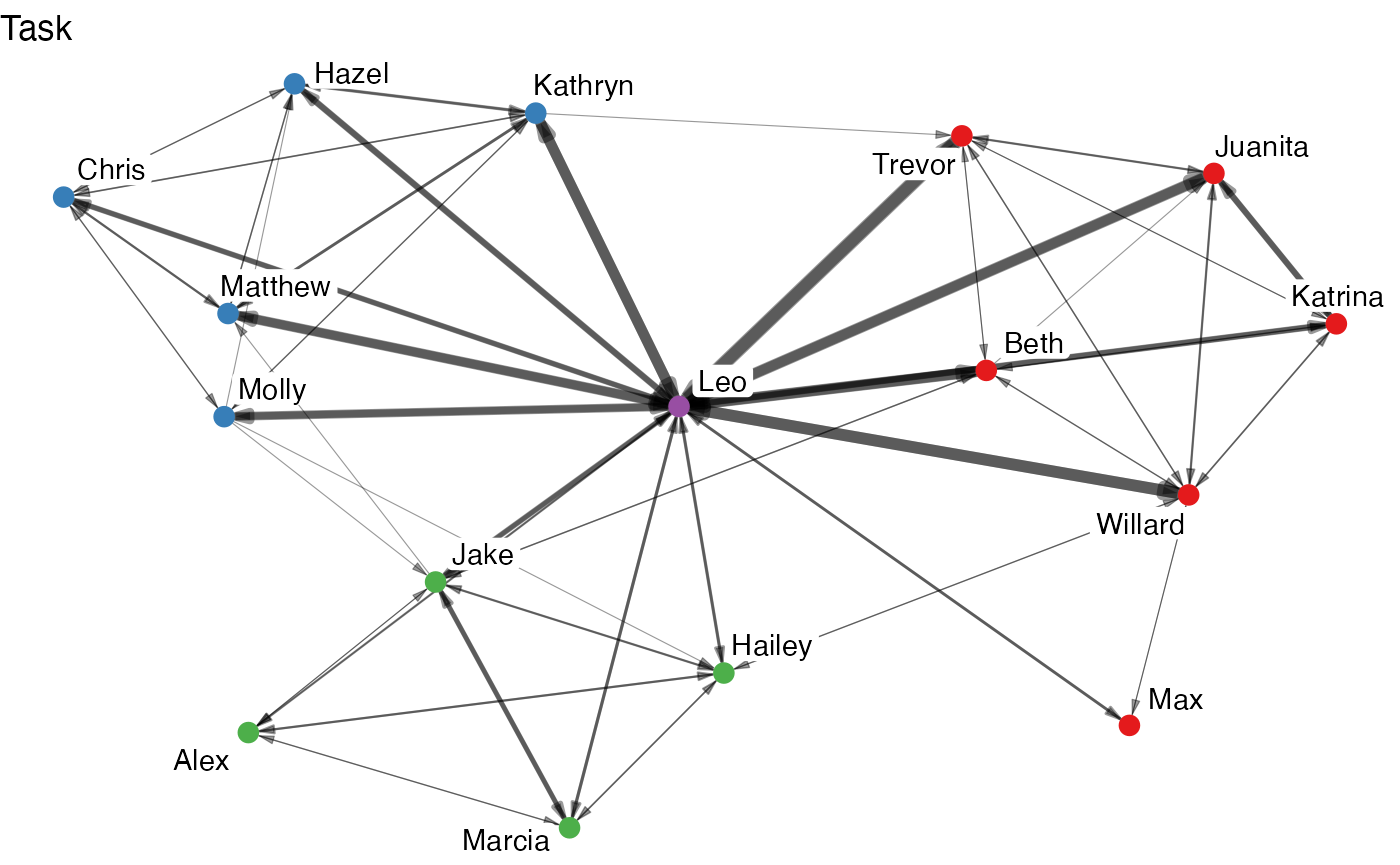 Task
Hazel
Kathryn
Trevor
Juanita
Chris
Matthew
Katrina
Beth
Molly
Leo
Willard
Jake
Hailey
Max
Alex
Marcia